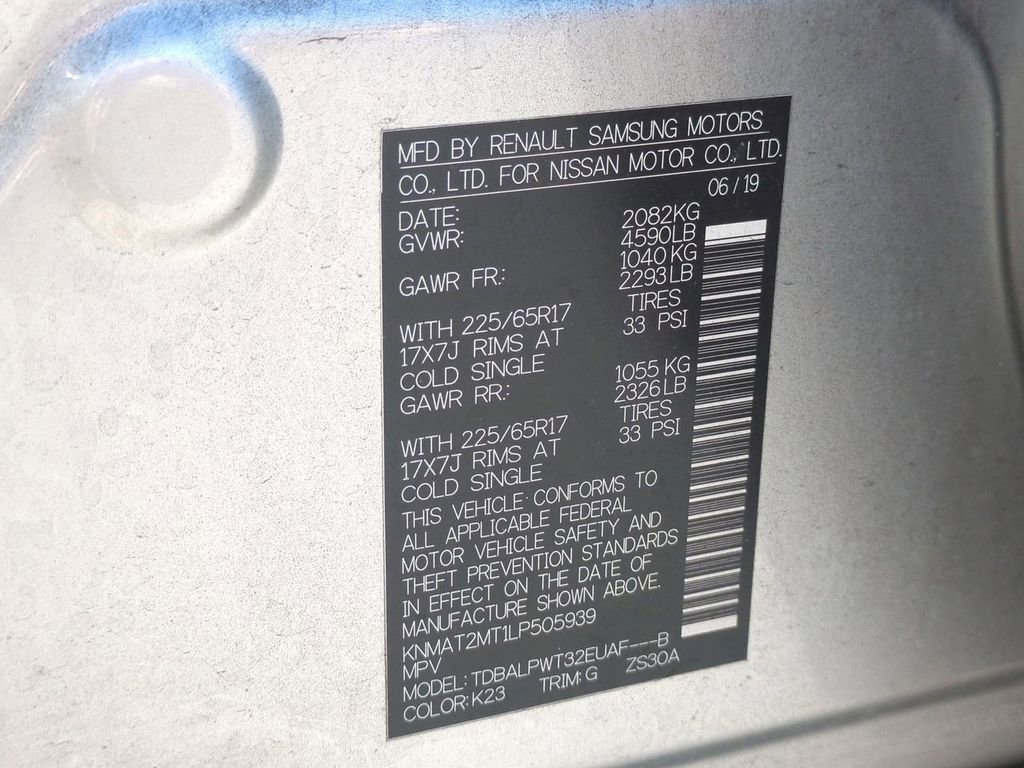 MFD BY RENAULT SAMSUNG MOTORS
CO., LTD. FOR NISSAN MOTOR CO., LTD.
DATE: 06/19
GVWR: 2082KG
4590LB
GAWR FR: 1040KG
2293LB
WITH 225/65R17 TIRES
17X7J RIMS AT 33 PSI
COLD SINGLE
GAWR RR: 1055KG
2326LB
WITH 225/65R17 TIRES
17X7J RIMS AT 33 PSI
COLD SINGLE
THIS VEHICLE CONFORMS TO
ALL APPLICABLE FEDERAL
MOTOR VEHICLE SAFETY AND
THEFT PREVENTION STANDARDS
IN EFFECT ON THE DATE OF
MANUFACTURE SHOWN ABOVE.
KNMAT2MT1LP505939
MPV
MODEL: TDBALPWT32EUAF---B
COLOR: K23 TRIM: G ZS30A